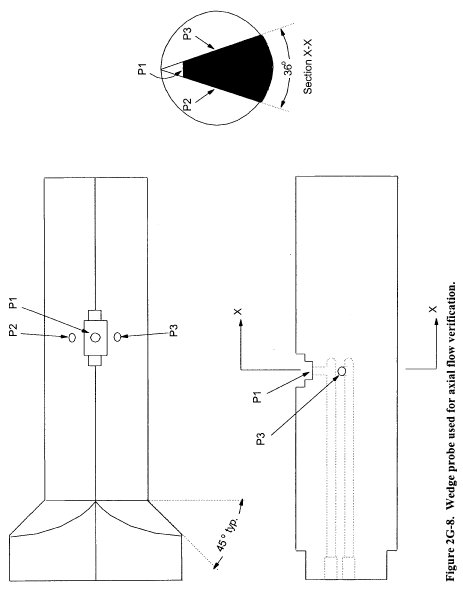 P1
P2
P3
36°
Section X-X
P2
P1
P3
45° typ.
X
X
P1
P3
Figure 2G-8. Wedge probe used for axial flow verification.